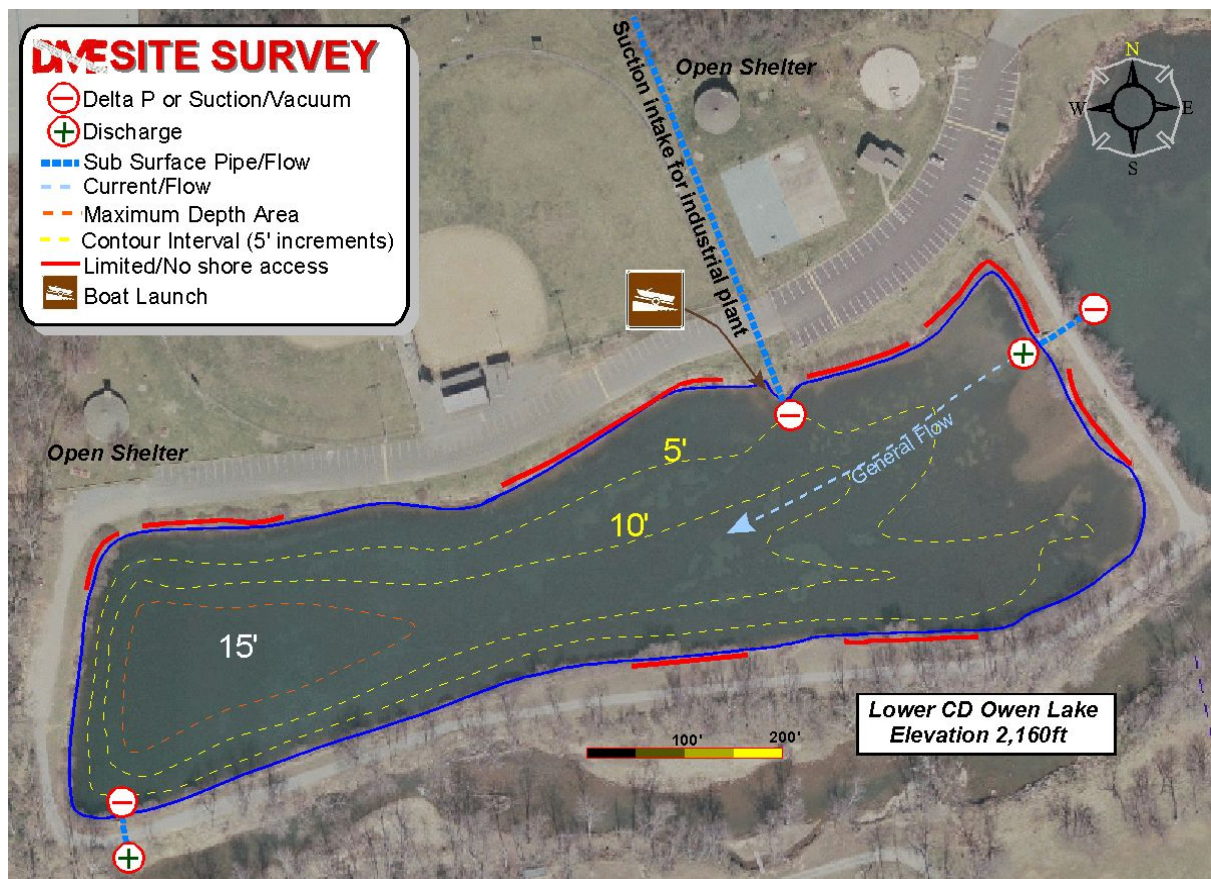 DIVE SITE SURVEY
Delta P or Suction/Vacuum
Discharge
Sub Surface Pipe/Flow
Current/Flow
Maximum Depth Area
Contour Interval (5' increments)
Limited/No shore access
Boat Launch
Suction intake for industrial plant
Open Shelter
N
W
E
S
Open Shelter
5'
General Flow
10'
15'
Lower CD Owen Lake
Elevation 2,160ft
100'
200'